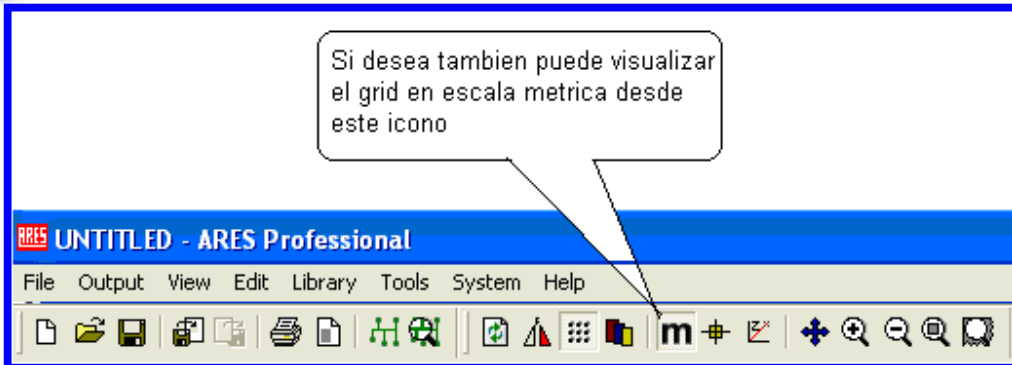 Si desea tambien puede visualizar
el grid en escala metrica desde
este icono
ARES UNTITLED - ARES Professional
File Output View Edit Library Tools System Help
m